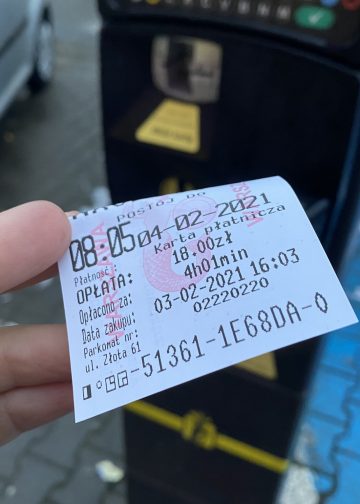 POSTÓJ DO
08:05 04-02-2021
Płatność: Karta płatnicza
OPŁATA: 18.00zł
Opłacono za: 4h01min
Data zakupu: 03-02-2021 16:03
Parkomat nr: 02220220
ul. Złota 61
-51361-1E68DA-0